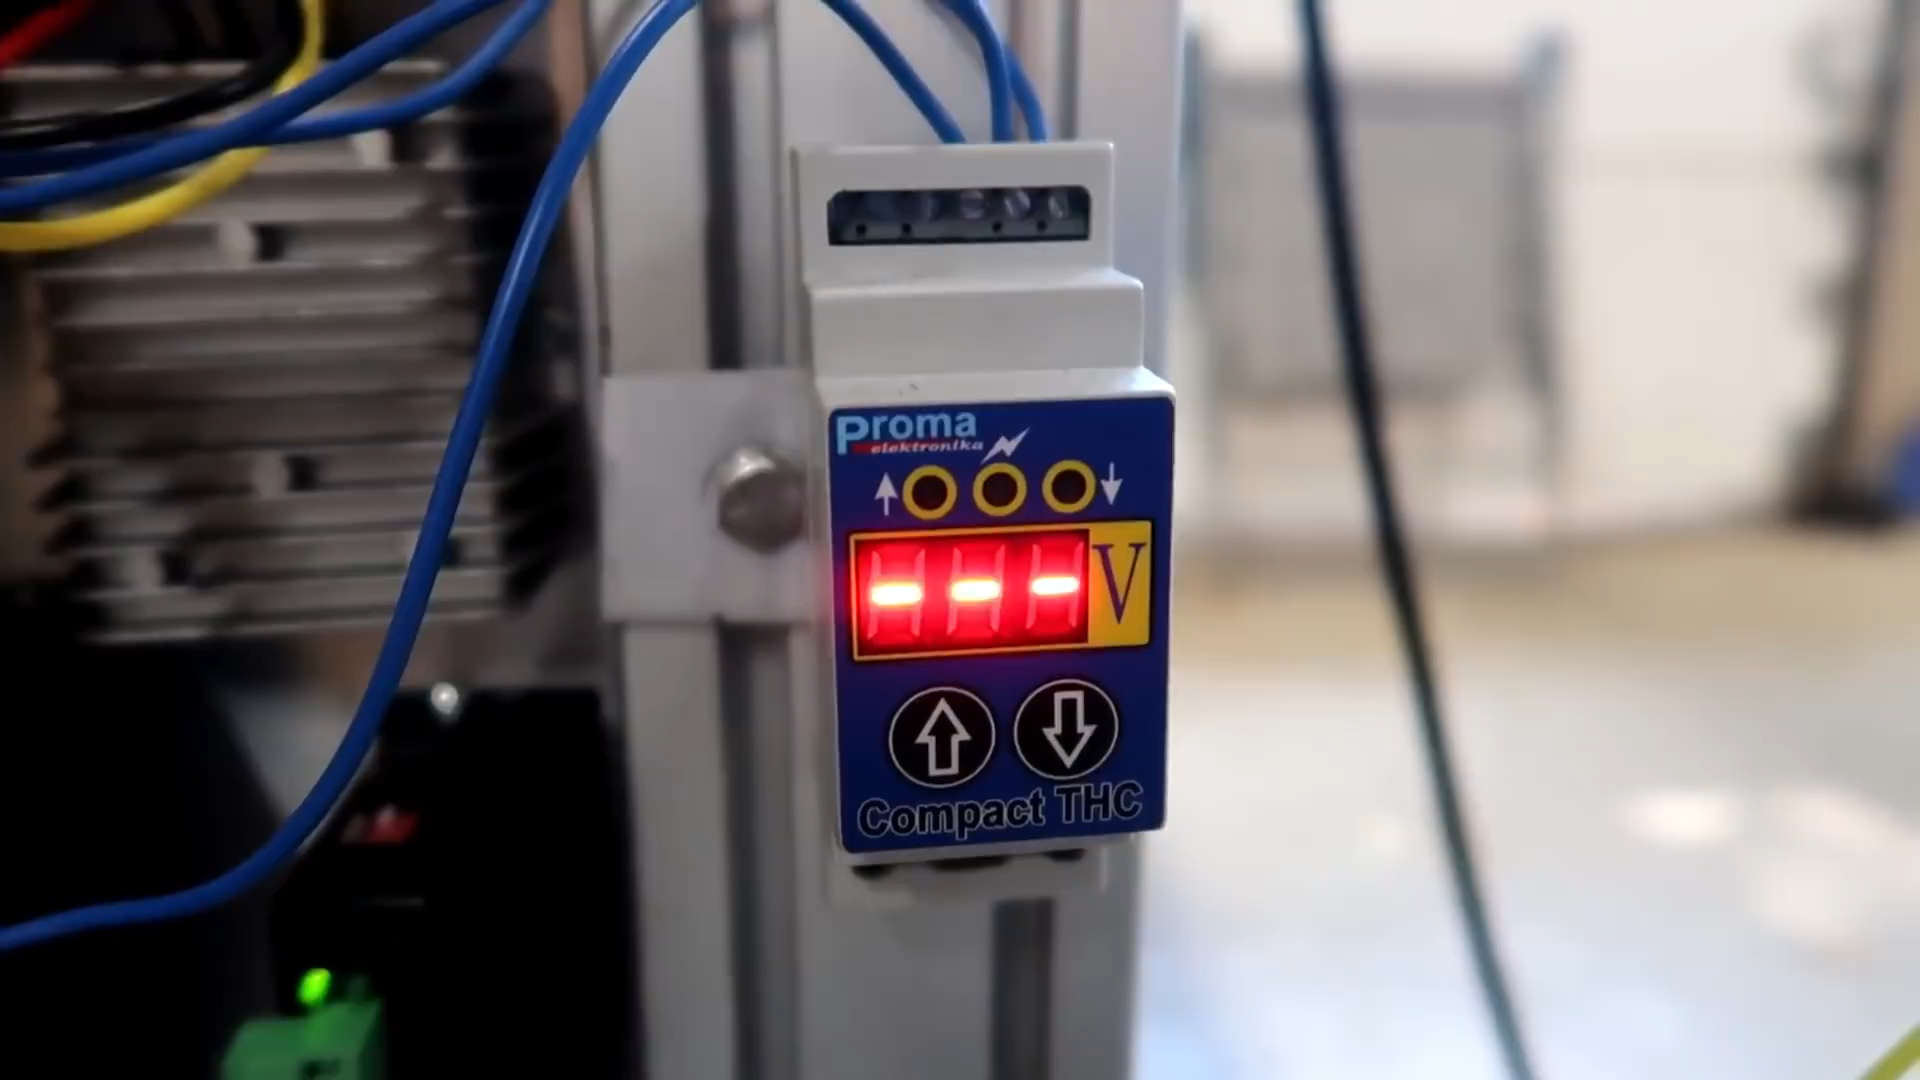 Proma
elektronika
--- V
Compact THC